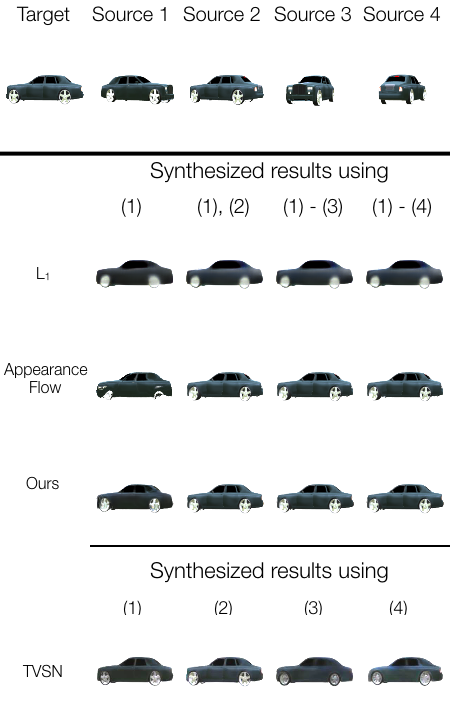 Target Source 1 Source 2 Source 3 Source 4
Synthesized results using
(1) (1), (2) (1) - (3) (1) - (4)
L₁
Appearance
Flow
Ours
Synthesized results using
(1) (2) (3) (4)
TVSN